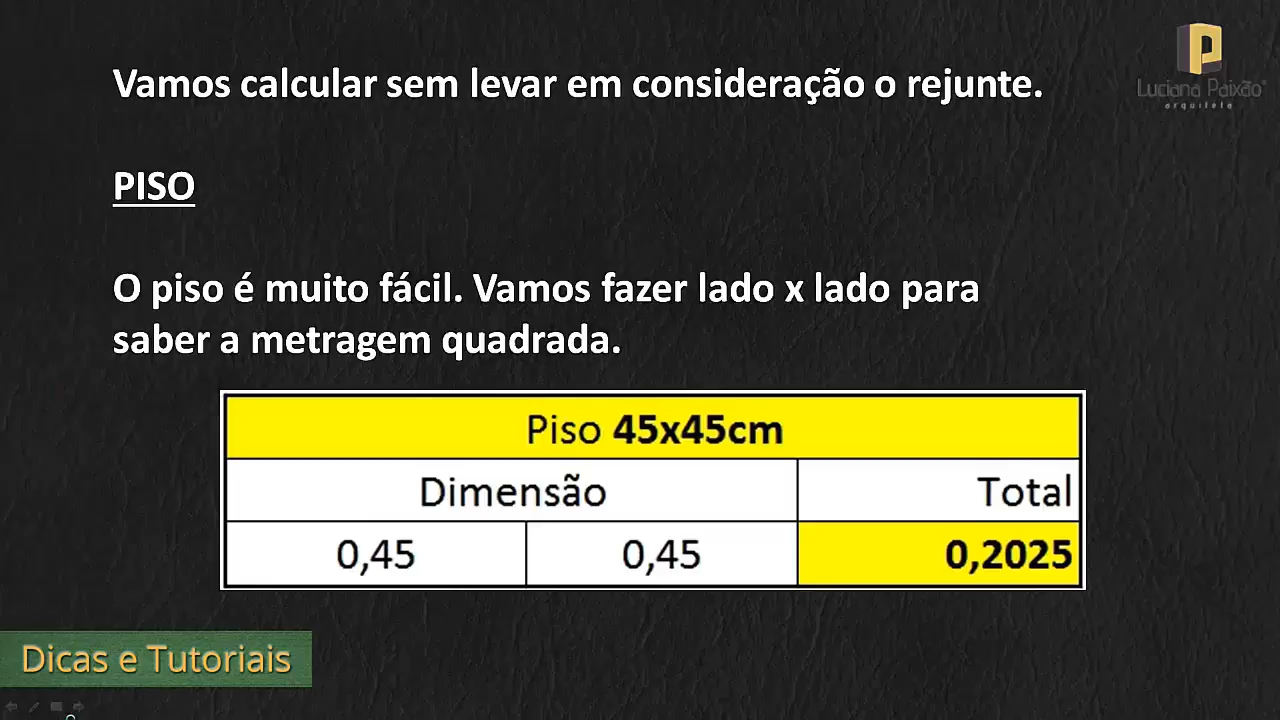 Luciana Paixão®
arquiteta
Vamos calcular sem levar em consideração o rejunte.
PISO
O piso é muito fácil. Vamos fazer lado x lado para
saber a metragem quadrada.
Piso 45x45cm
Dimensão Total
0,45 0,45 0,2025
Dicas e Tutoriais